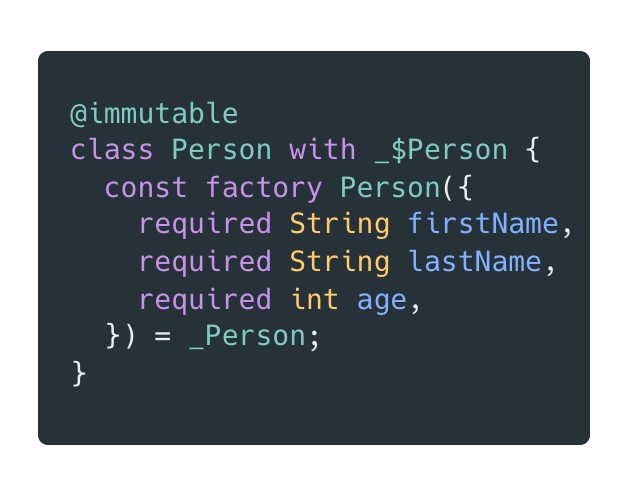 @immutable
class Person with _$Person {
  const factory Person({
    required String firstName,
    required String lastName,
    required int age,
  }) = _Person;
}